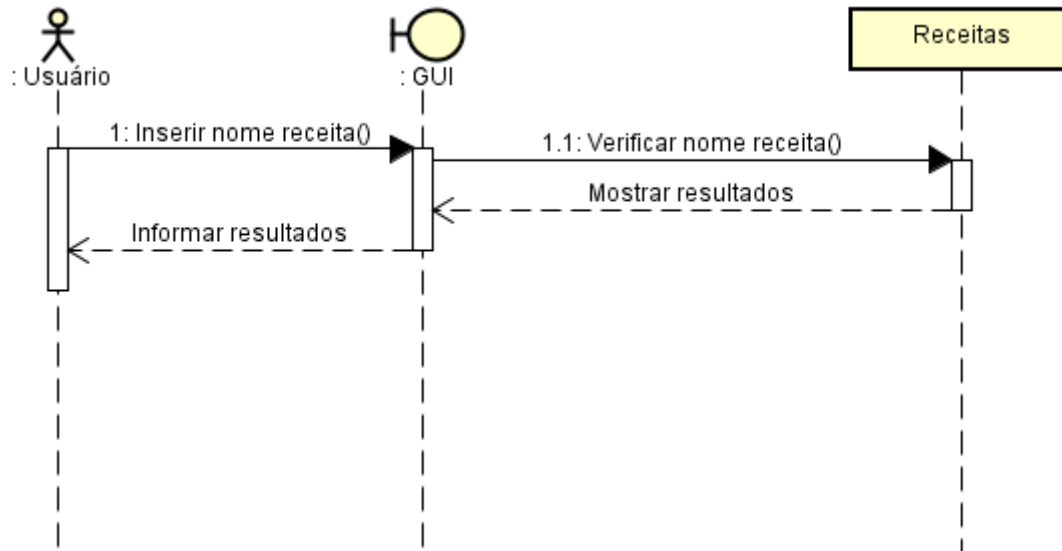 : Usuário
: GUI
Receitas
1: Inserir nome receita()
1.1: Verificar nome receita()
Mostrar resultados
Informar resultados